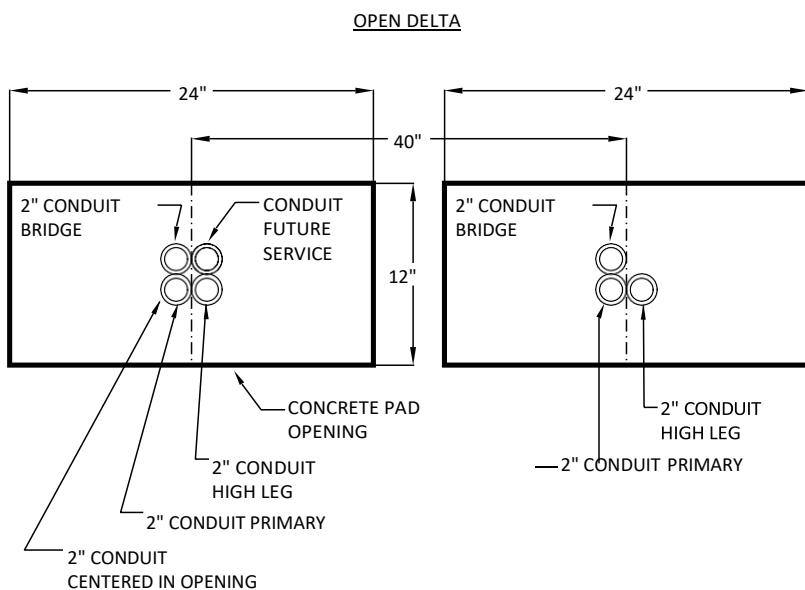 OPEN DELTA
24"
24"
40"
2" CONDUIT
BRIDGE
CONDUIT
FUTURE
SERVICE
2" CONDUIT
BRIDGE
12"
CONCRETE PAD
OPENING
2" CONDUIT
HIGH LEG
2" CONDUIT
HIGH LEG
2" CONDUIT PRIMARY
2" CONDUIT PRIMARY
2" CONDUIT
CENTERED IN OPENING